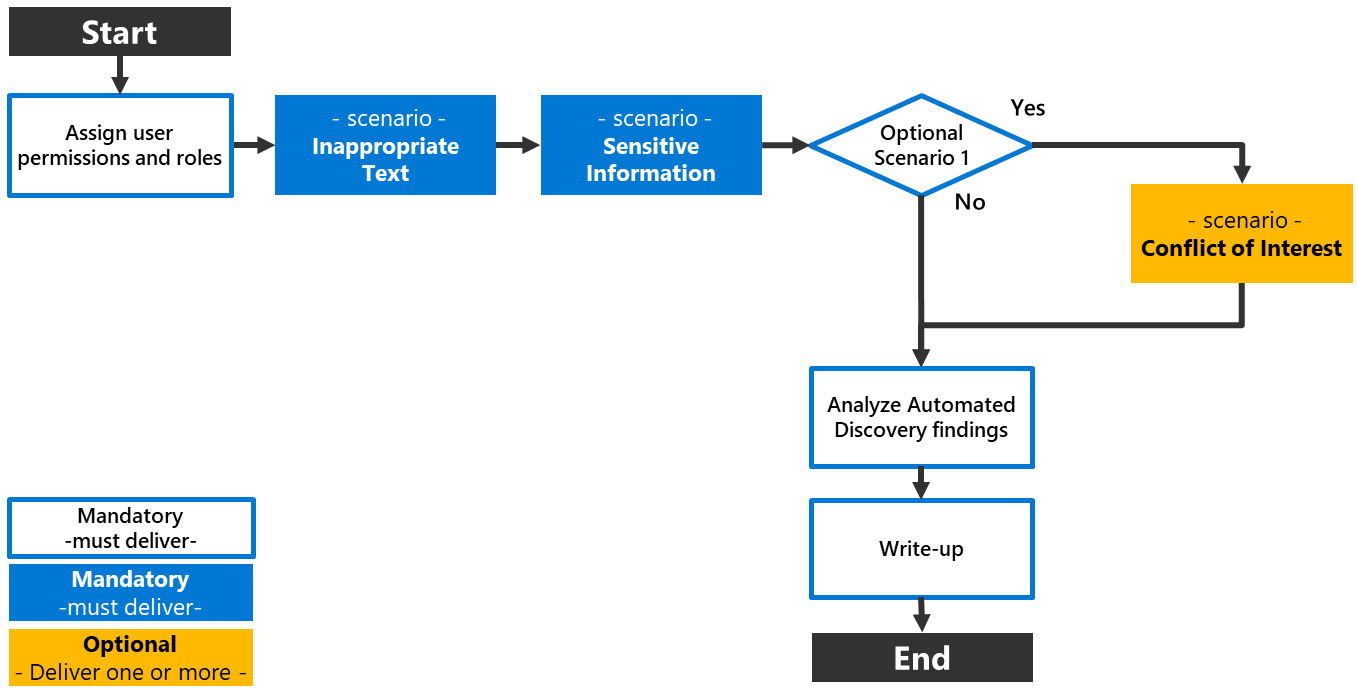 Start
Assign user
permissions and roles
- scenario -
Inappropriate
Text
- scenario -
Sensitive
Information
Optional
Scenario 1
Yes
No
- scenario -
Conflict of Interest
Analyze Automated
Discovery findings
Write-up
End
Mandatory
-must deliver-
Mandatory
-must deliver-
Optional
- Deliver one or more -